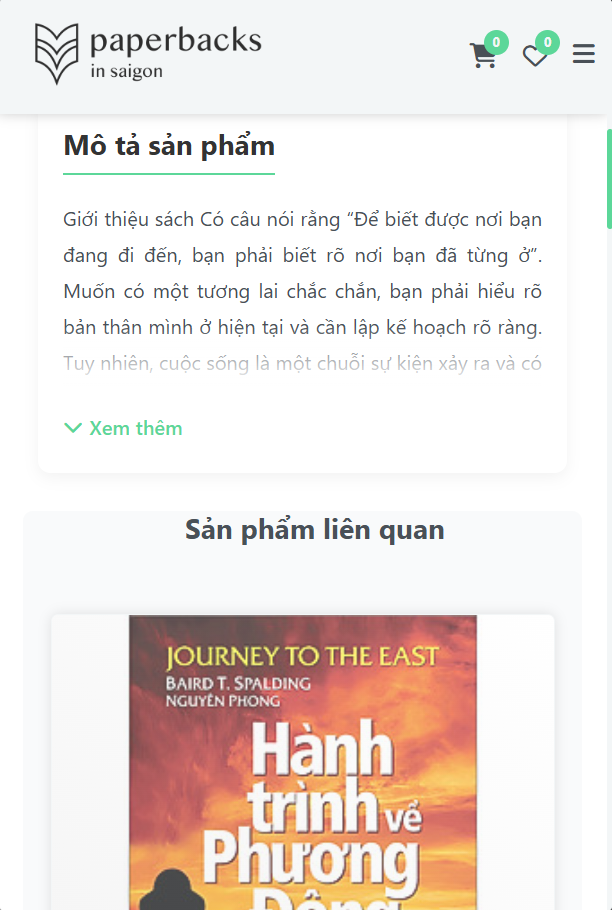 paperbacks
in saigon
0
0
Mô tả sản phẩm
Giới thiệu sách Có câu nói rằng “Để biết được nơi bạn
đang đi đến, bạn phải biết rõ nơi bạn đã từng ở”.
Muốn có một tương lai chắc chắn, bạn phải hiểu rõ
bản thân mình ở hiện tại và cần lập kế hoạch rõ ràng.
Tuy nhiên, cuộc sống là một chuỗi sự kiện xảy ra và có
Xem thêm
Sản phẩm liên quan
JOURNEY TO THE EAST
BAIRD T. SPALDING
NGUYÊN PHONG
Hành
trình về
Phương
Đông